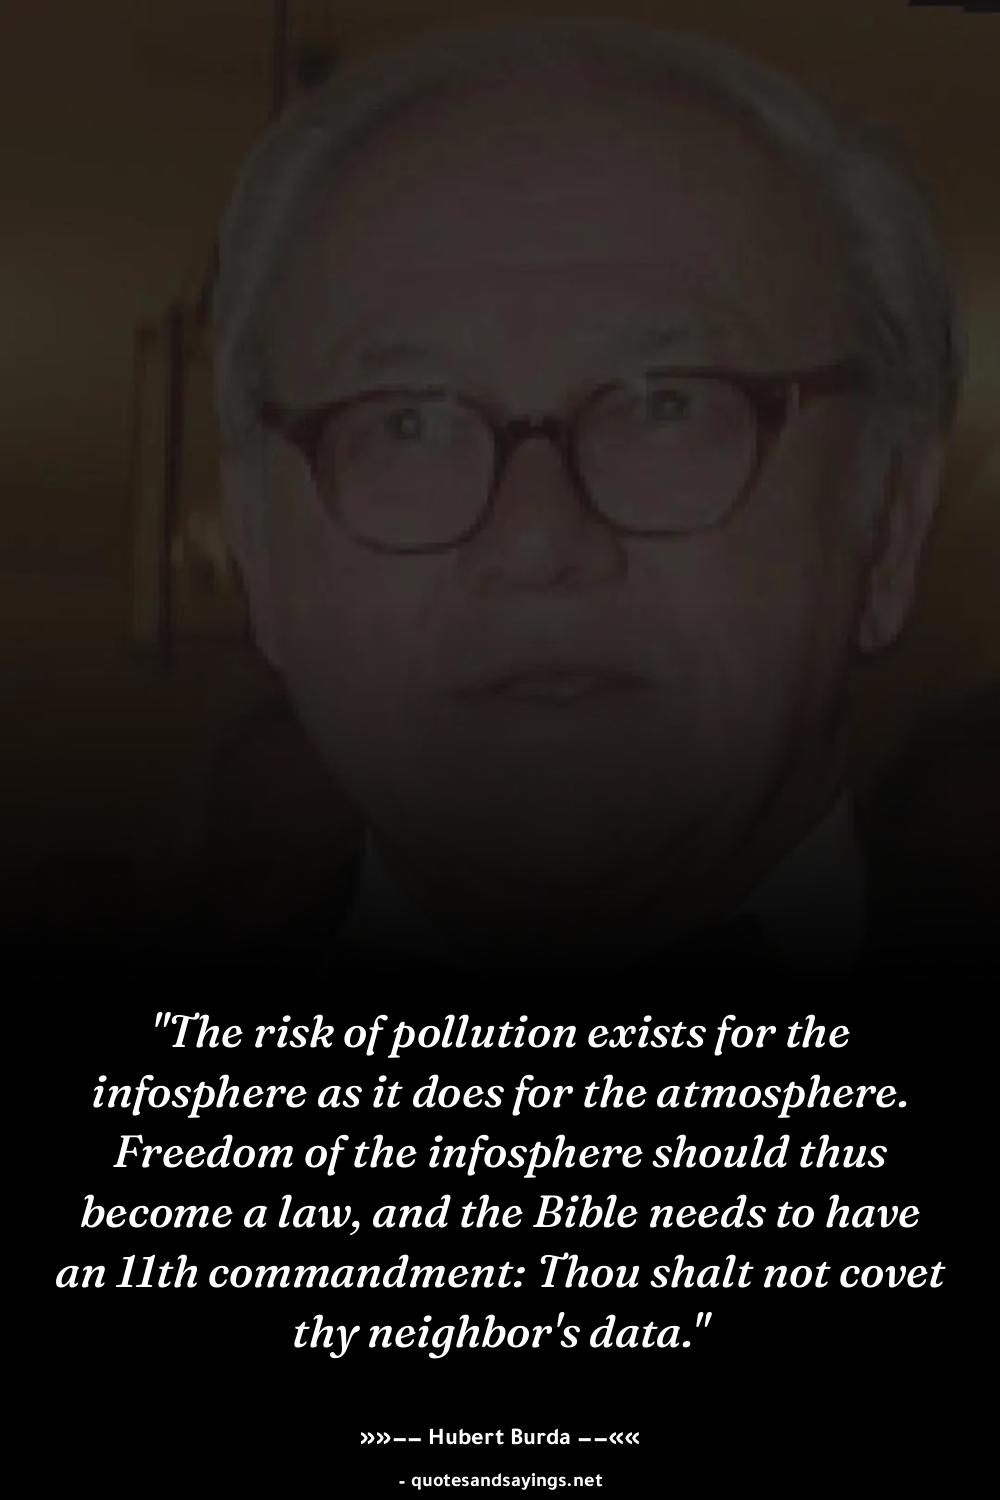 "The risk of pollution exists for the
infosphere as it does for the atmosphere.
Freedom of the infosphere should thus
become a law, and the Bible needs to have
an 11th commandment: Thou shalt not covet
thy neighbor's data."
»»—— Hubert Burda ——««
- quotesandsayings.net